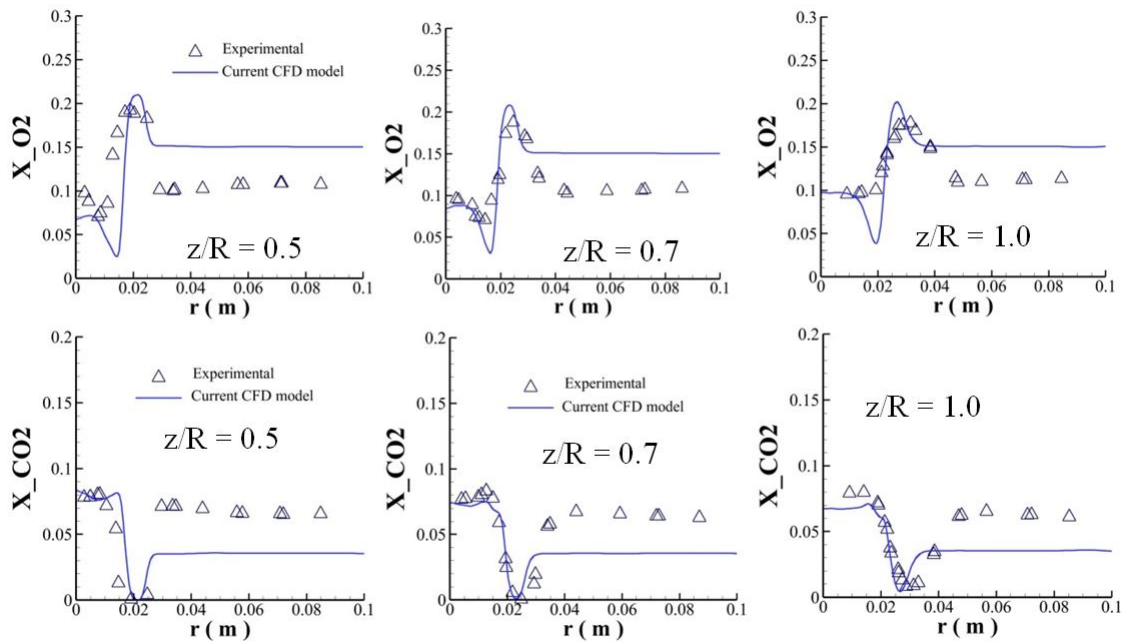 0.3
0.25
0.2
0.15
0.1
0.05
0
X_O2
Experimental
Current CFD model
z/R = 0.5
0 0.02 0.04 0.06 0.08 0.1
r ( m )
0.3
0.25
0.2
0.15
0.1
0.05
0
X_O2
z/R = 0.7
0 0.02 0.04 0.06 0.08 0.1
r ( m )
0.3
0.25
0.2
0.15
0.1
0.05
0
X_O2
z/R = 1.0
0 0.02 0.04 0.06 0.08 0.1
r ( m )
0.2
0.15
0.1
0.05
0
X_CO2
Experimental
Current CFD model
z/R = 0.5
0 0.02 0.04 0.06 0.08 0.1
r ( m )
0.2
0.15
0.1
0.05
0
X_CO2
Experimental
Current CFD model
z/R = 0.7
0 0.02 0.04 0.06 0.08 0.1
r ( m )
0.2
0.15
0.1
0.05
0
X_CO2
z/R = 1.0
0 0.02 0.04 0.06 0.08 0.1
r ( m )